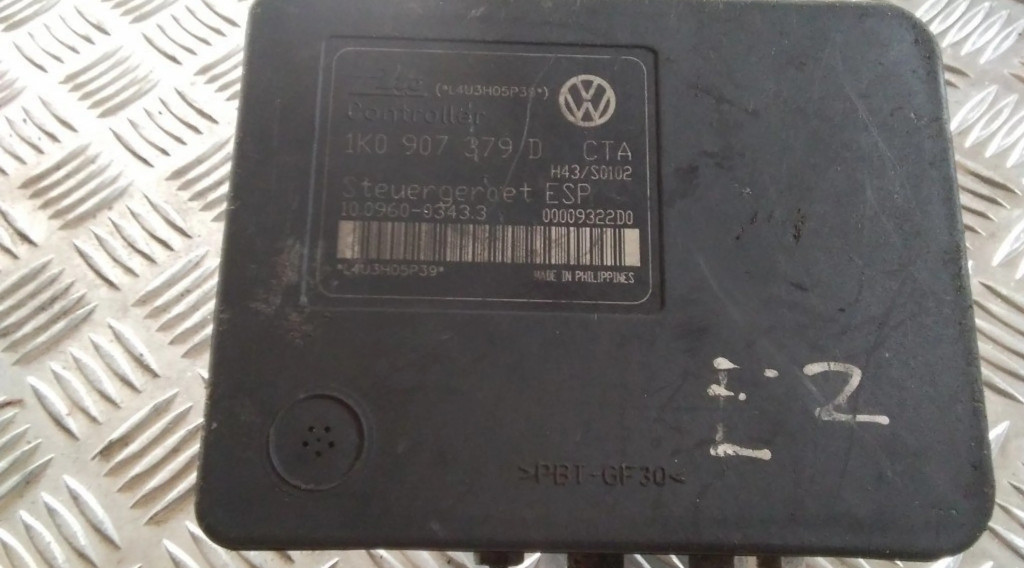 Ate (*L4U3H05P39*)
Controller
1K0 907 379 D CTA
H43/S0102
Steuergeraet ESP
10.0960-0343.3 00009322D0
*L4U3H05P39*
MADE IN PHILIPPINES
>PBT-GF30<
2